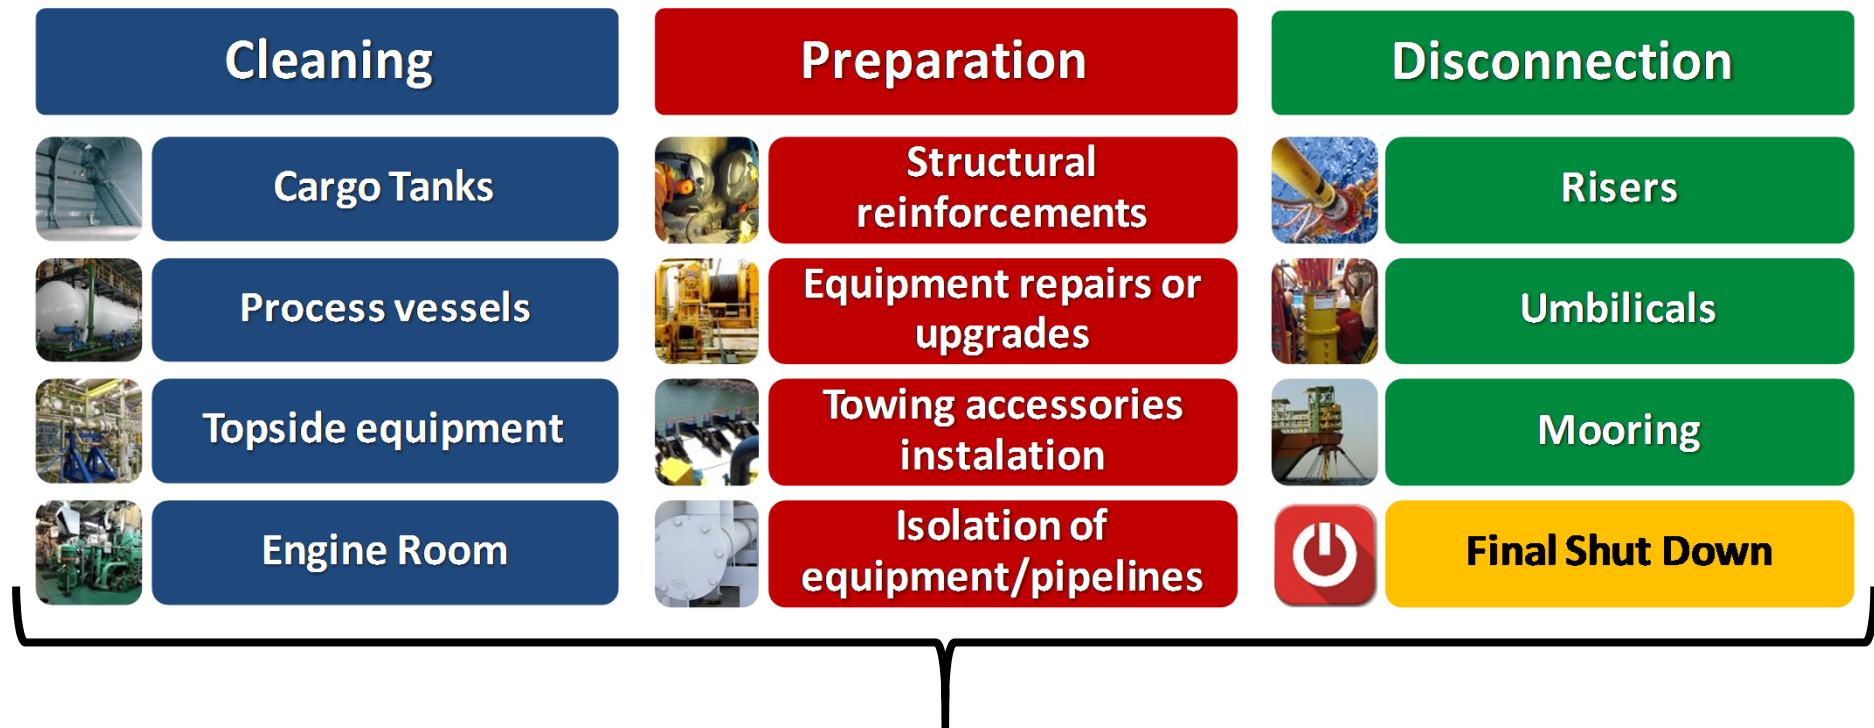 Cleaning
Cargo Tanks
Process vessels
Topside equipment
Engine Room
Preparation
Structural
reinforcements
Equipment repairs or
upgrades
Towing accessories
instalation
Isolation of
equipment/pipelines
Disconnection
Risers
Umbilicals
Mooring
Final Shut Down